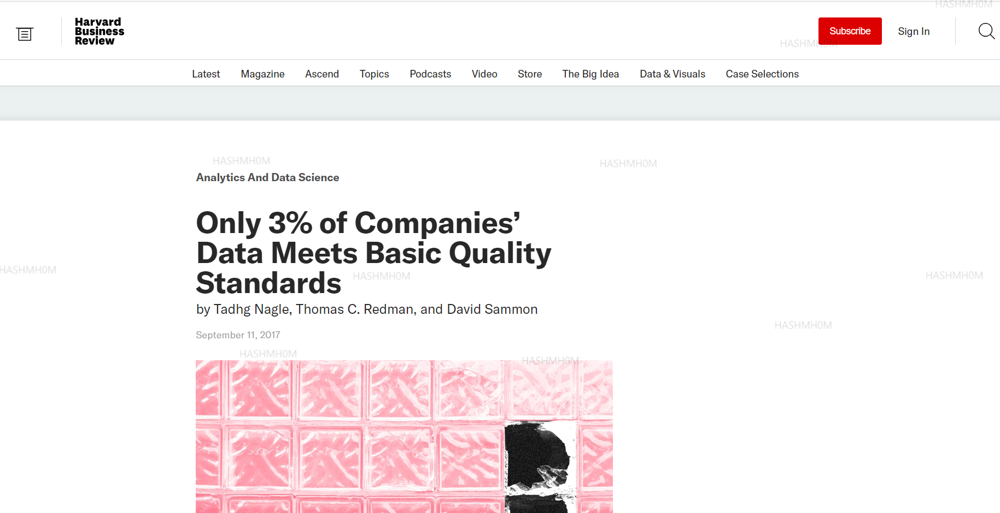 HASHMH0M
Harvard
Business
Review
Subscribe
Sign In
HASHMH0M
Latest
Magazine
Ascend
Topics
Podcasts
Video
Store
The Big Idea
Data & Visuals
Case Selections
HASHMH0M
HASHMH0M
Analytics And Data Science
Only 3% of Companies’
Data Meets Basic Quality
Standards
HASHMH0M
HASHMH0M
HASHMH0M
by Tadhg Nagle, Thomas C. Redman, and David Sammon
HASHMH0M
September 11, 2017
HASHMH0M
HASHMH0M